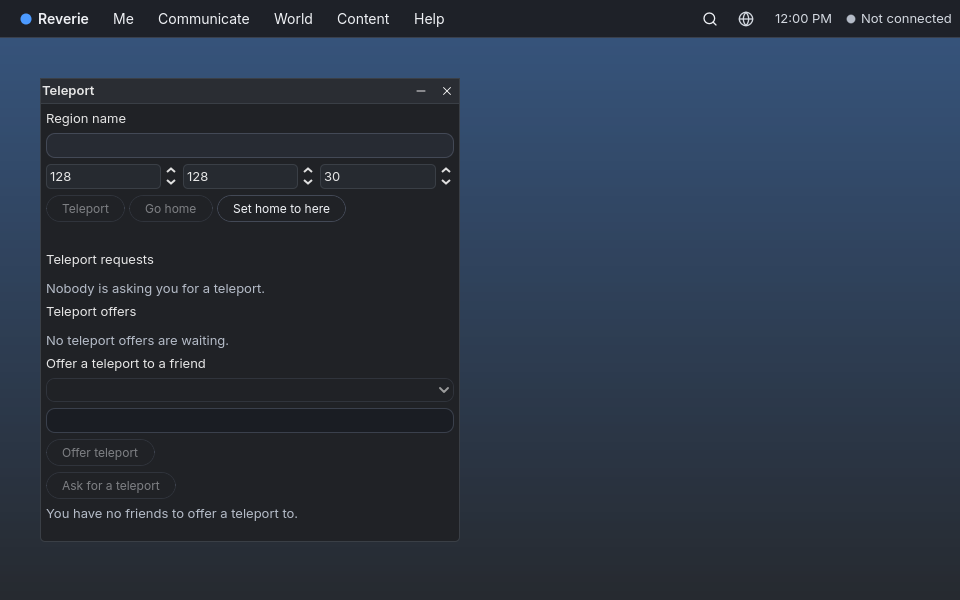 Reverie Me Communicate World Content Help 12:00 PM Not connected
Teleport
Region name
128 128 30
Teleport Go home Set home to here
Teleport requests
Nobody is asking you for a teleport.
Teleport offers
No teleport offers are waiting.
Offer a teleport to a friend
Offer teleport
Ask for a teleport
You have no friends to offer a teleport to.